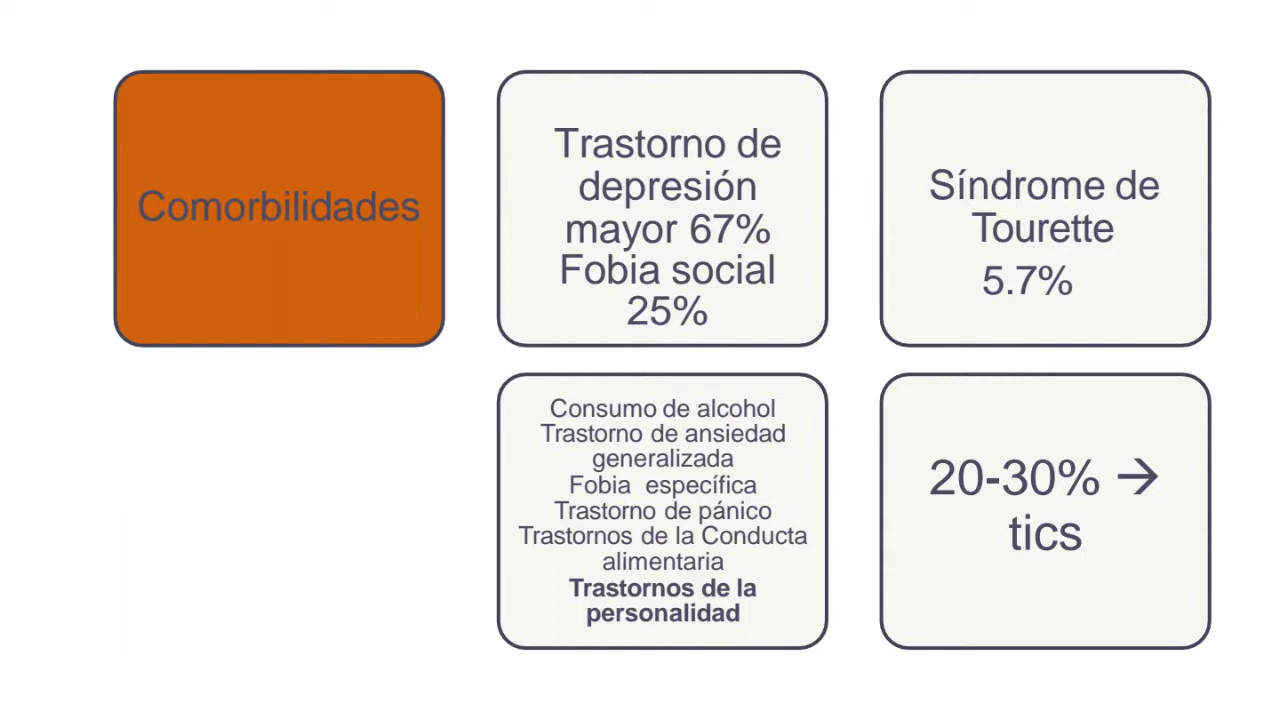 Comorbilidades
Trastorno de
depresión
mayor 67%
Fobia social
25%
Síndrome de
Tourette
5.7%
Consumo de alcohol
Trastorno de ansiedad
generalizada
Fobia específica
Trastorno de pánico
Trastornos de la Conducta
alimentaria
Trastornos de la
personalidad
20-30% →
tics